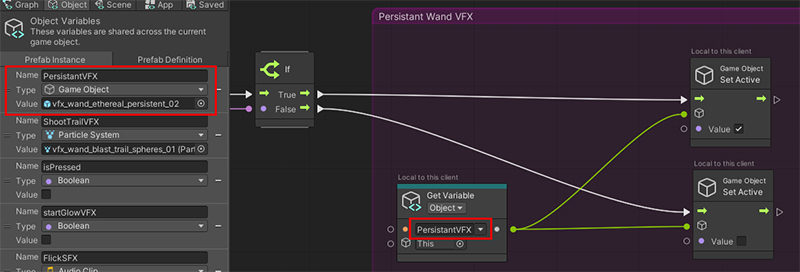 Graph
Object
Scene
App
Saved
Object Variables
These variables are shared across the current
game object.
Prefab Instance
Prefab Definition
Name PersistantVFX
Type Game Object
Value vfx_wand_ethereal_persistent_02
Name
ShootTrailVFX
Type Particle System
Value vfx_wand_blast_trail_spheres_01 (Part
Name
isPressed
Type Boolean
Value
Name
startGlowVFX
Type Boolean
Value
Name
FlickSFX
Type Audio Clip
If
True
False
Persistant Wand VFX
Local to this client
Get Variable
Object
PersistantVFX
This
Local to this client
Game Object
Set Active
Value
Local to this client
Game Object
Set Active
Value